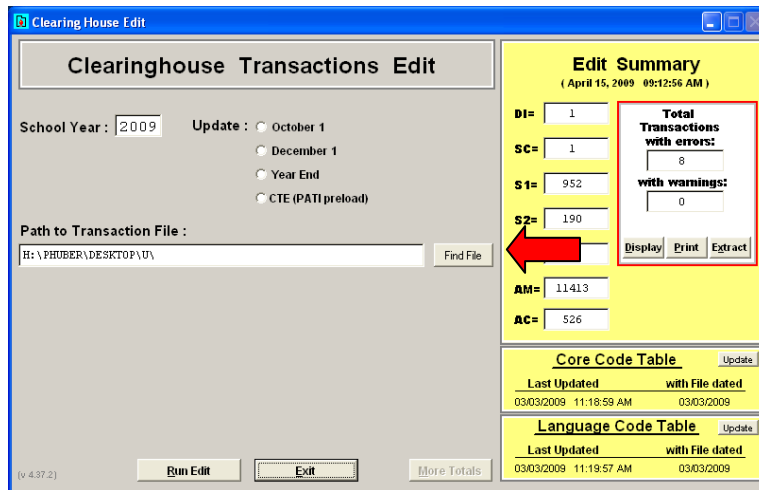 Clearing House Edit
Clearinghouse Transactions Edit
School Year : 2009
Update :
October 1
December 1
Year End
CTE (PATI preload)
Path to Transaction File :
H:\PHUBER\DESKTOP\U\
Find File
Run Edit
Exit
More Totals
(v 4.37.2)
Edit Summary
( April 15, 2009 09:12:56 AM )
DI= 1
SC= 1
S1= 952
S2= 190
AM= 11413
AC= 526
Total
Transactions
with errors:
8
with warnings:
0
Display Print Extract
Core Code Table Update
Last Updated with File dated
03/03/2009 11:18:59 AM 03/03/2009
Language Code Table Update
Last Updated with File dated
03/03/2009 11:19:57 AM 03/03/2009